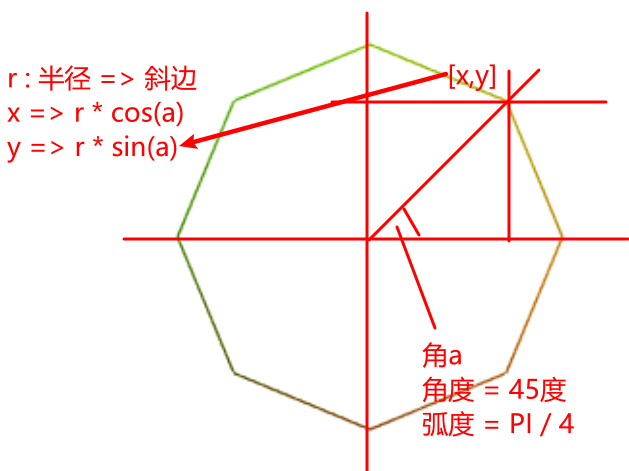 r : 半径 => 斜边
x => r * cos(a)
y => r * sin(a)
[x,y]
角a
角度 = 45度
弧度 = PI / 4